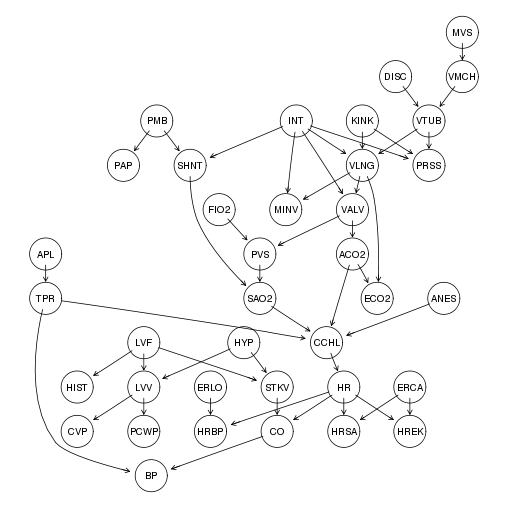 MVS
DISC VMCH
PMB INT KINK VTUB
PAP SHNT VLNG PRSS
FIO2 MINV VALV
APL PVS ACO2
TPR SAO2 ECO2 ANES
LVF HYP CCHL
HIST LVV ERLO STKV HR ERCA
CVP PCWP HRBP CO HRSA HREK
BP